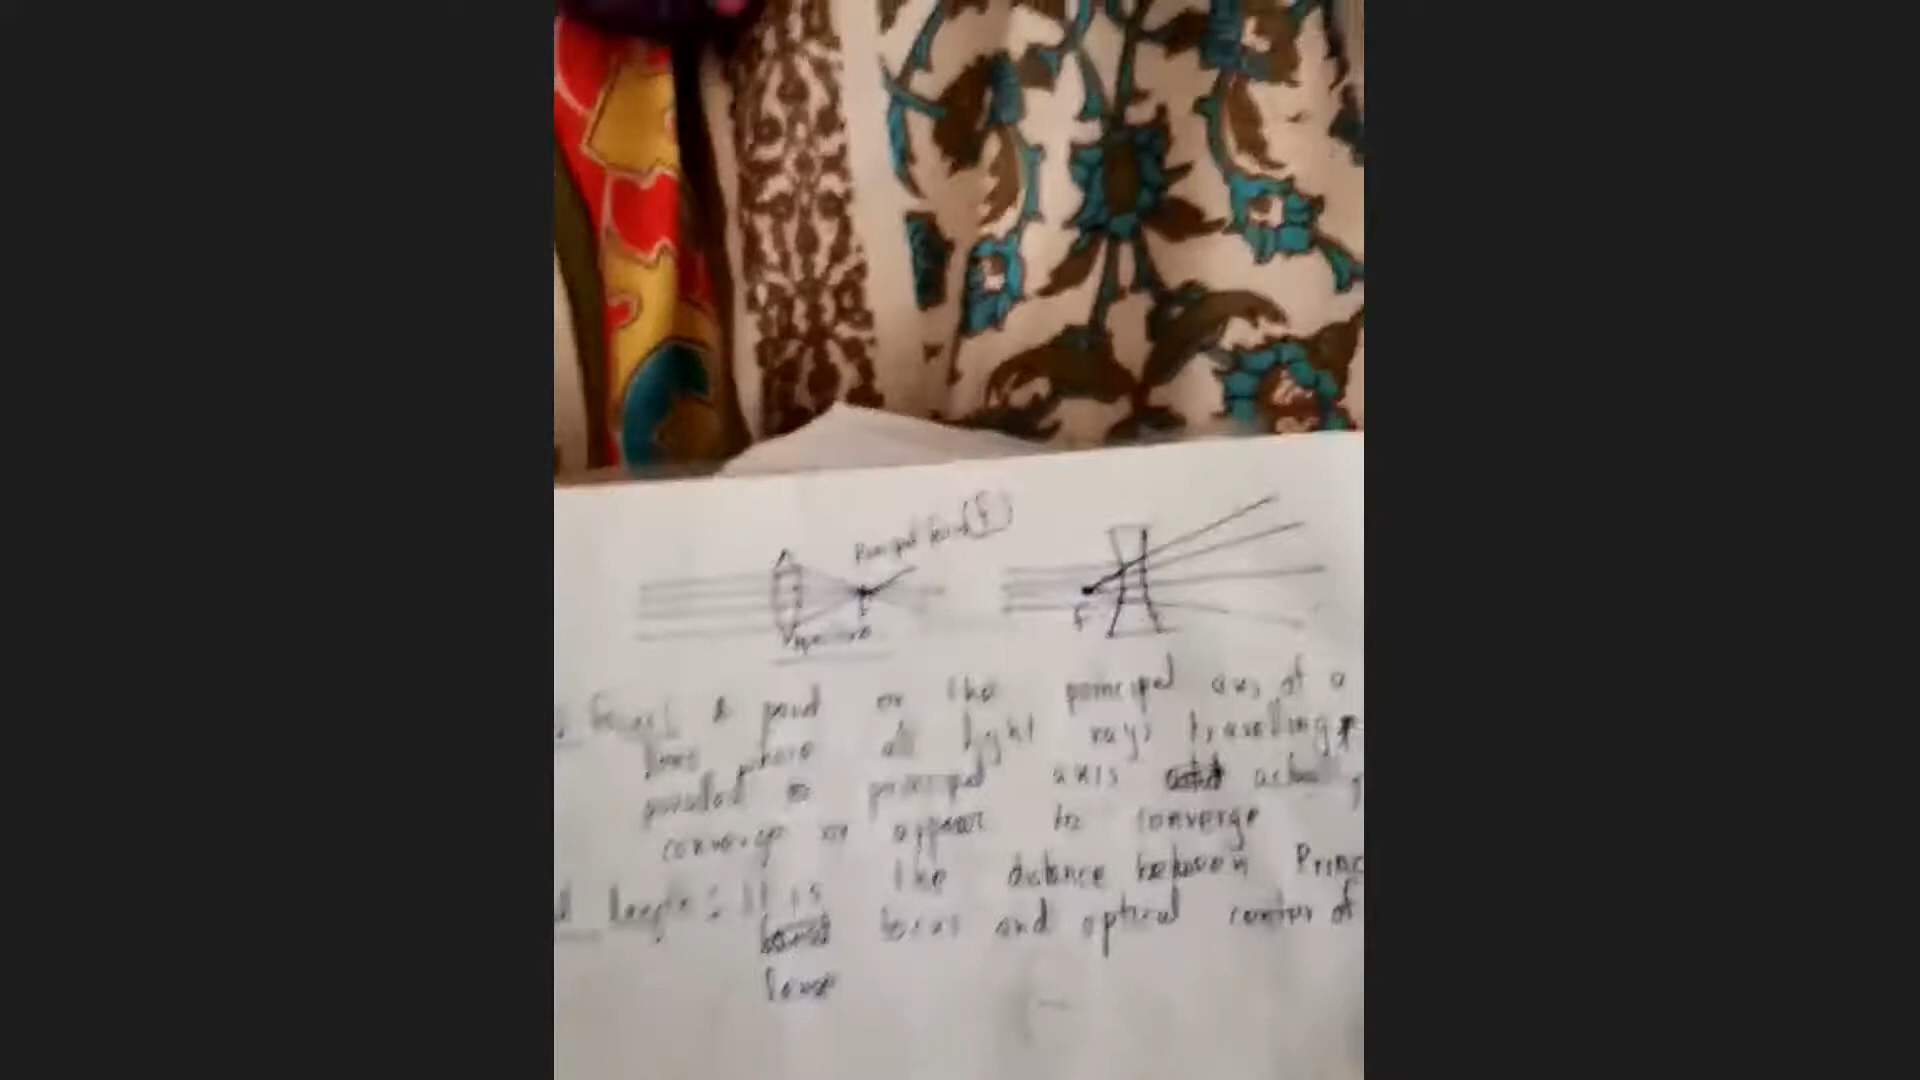 Principal focus (F)
F
F
Focus : A point on the principal axis of a
lens where all light rays travelling
parallel to principal axis actually
converge or appear to converge
length : It is the distance between Princ
focus and optical center of
lense